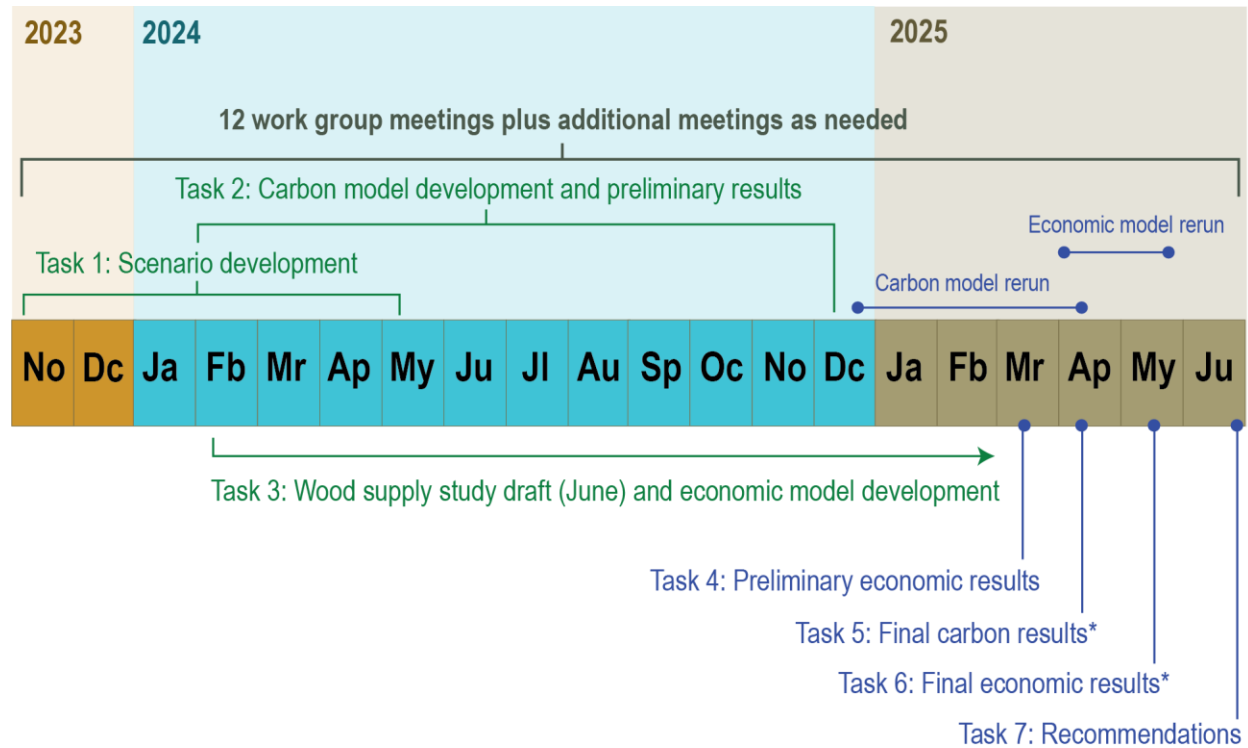 2023
2024
2025
12 work group meetings plus additional meetings as needed
Task 2: Carbon model development and preliminary results
Economic model rerun
Task 1: Scenario development
Carbon model rerun
No Dc Ja Fb Mr Ap My Ju Jl Au Sp Oc No Dc Ja Fb Mr Ap My Ju
Task 3: Wood supply study draft (June) and economic model development
Task 4: Preliminary economic results
Task 5: Final carbon results*
Task 6: Final economic results*
Task 7: Recommendations